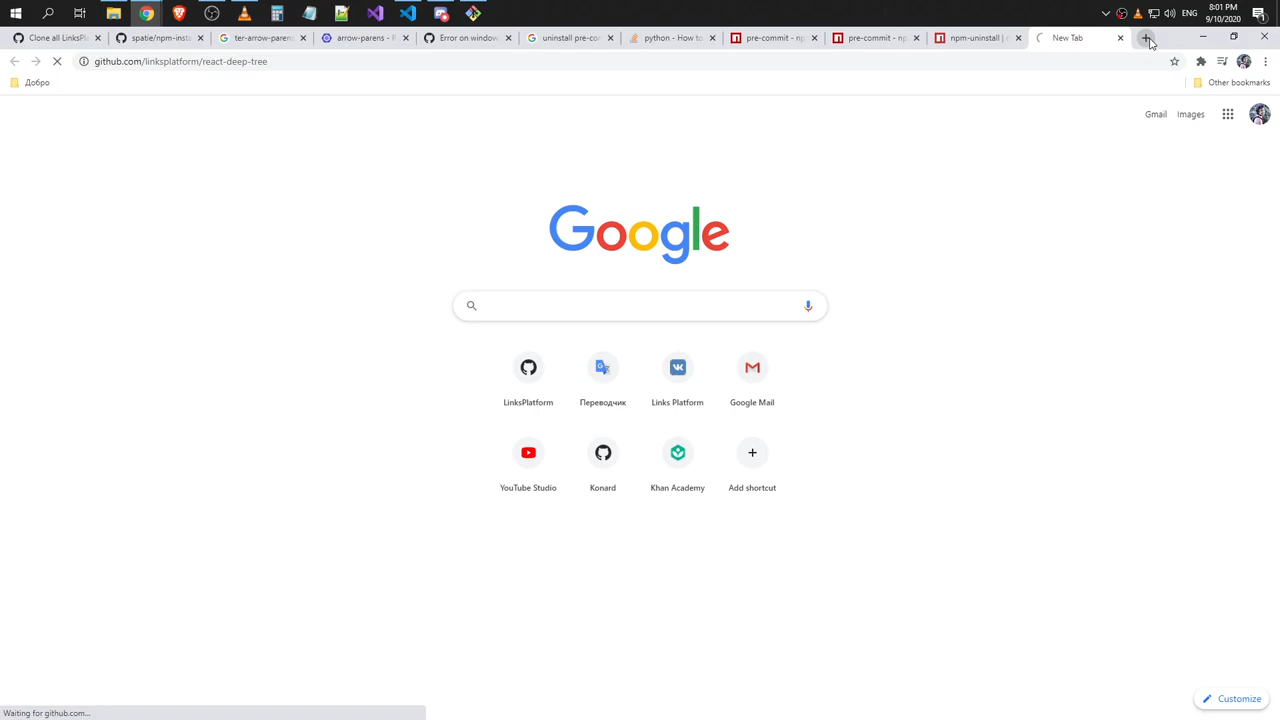 8:01 PM
ENG
9/10/2020
Clone all LinksPl
spatie/npm-insta
ter-arrow-parens
arrow-parens - R
Error on window
uninstall pre-co
python - How to
pre-commit - np
pre-commit - np
npm-uninstall |
New Tab
github.com/linksplatform/react-deep-tree
Добро
Other bookmarks
Gmail
Images
Google
LinksPlatform
Переводчик
Links Platform
Google Mail
YouTube Studio
Konard
Khan Academy
Add shortcut
Customize
Waiting for github.com...